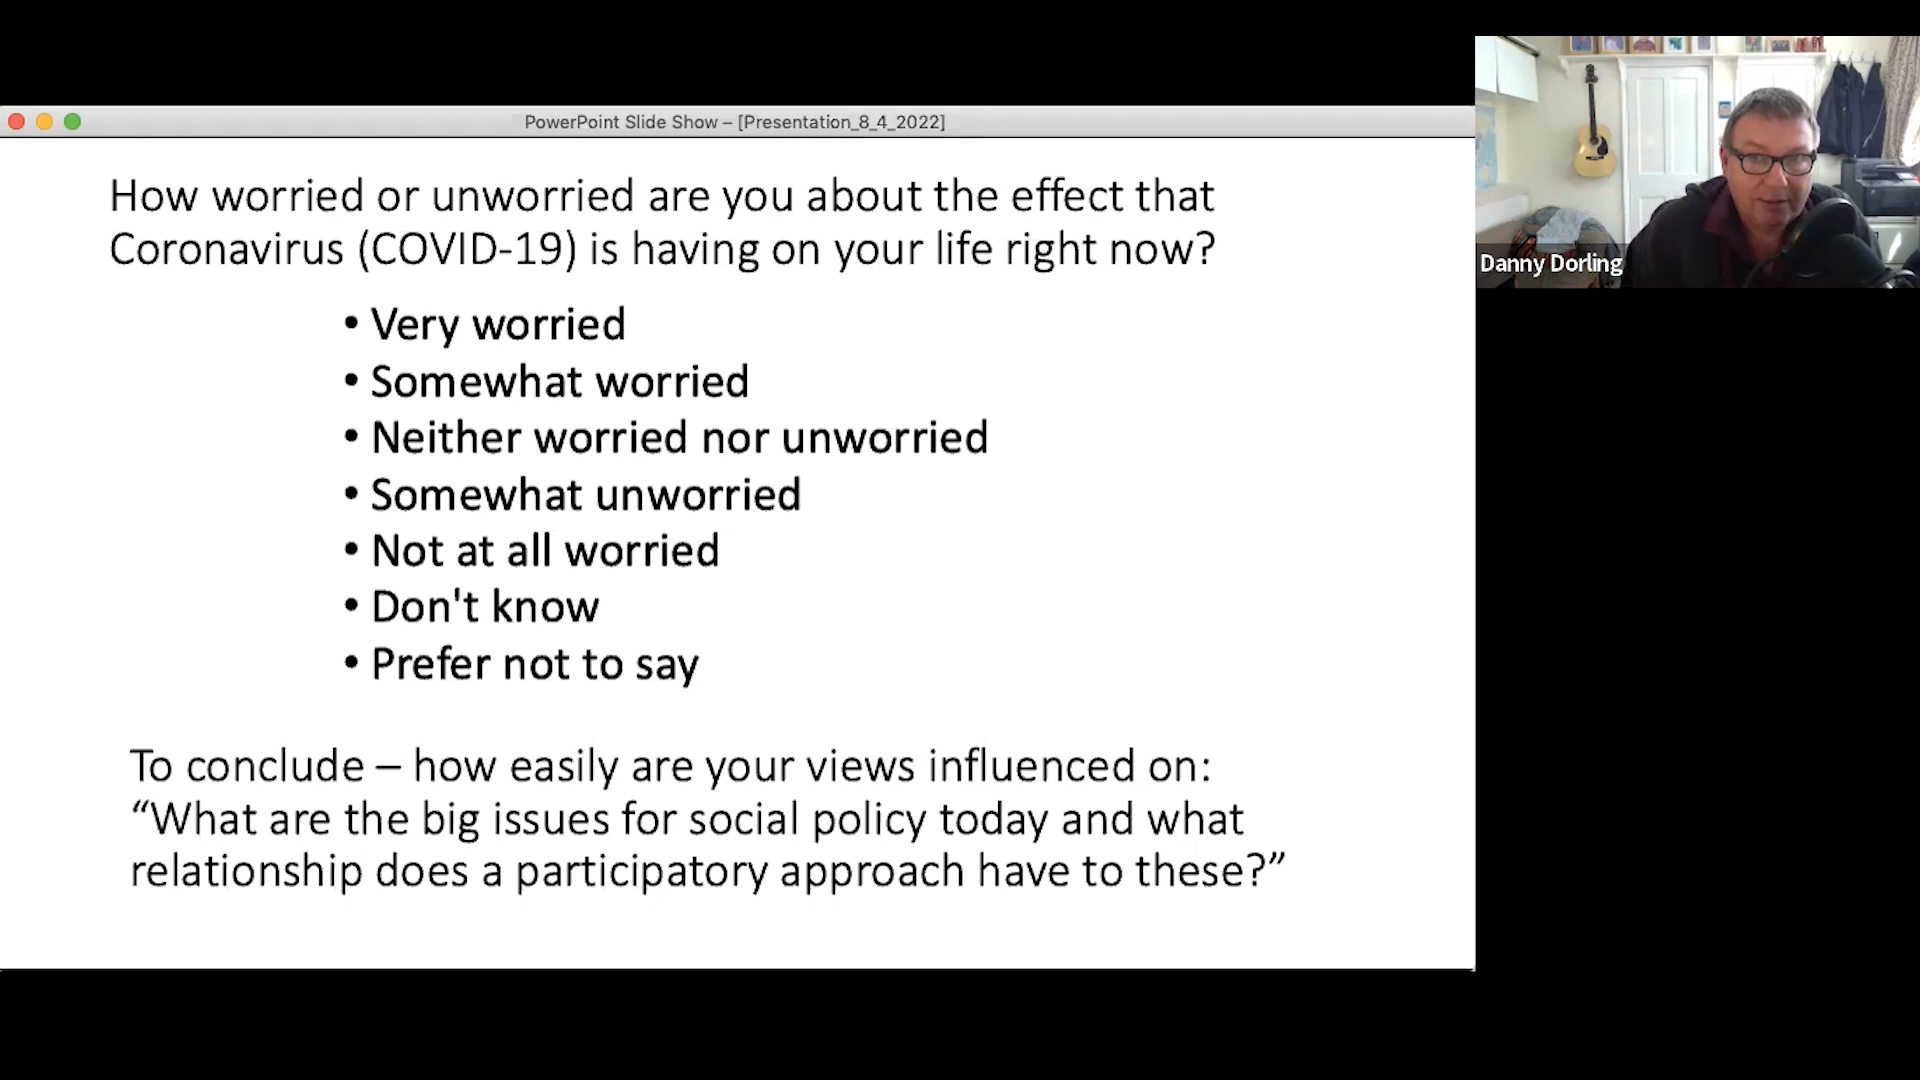 PowerPoint Slide Show – [Presentation_8_4_2022]
How worried or unworried are you about the effect that
Coronavirus (COVID-19) is having on your life right now?
• Very worried
• Somewhat worried
• Neither worried nor unworried
• Somewhat unworried
• Not at all worried
• Don't know
• Prefer not to say
To conclude – how easily are your views influenced on:
“What are the big issues for social policy today and what
relationship does a participatory approach have to these?”
Danny Dorling